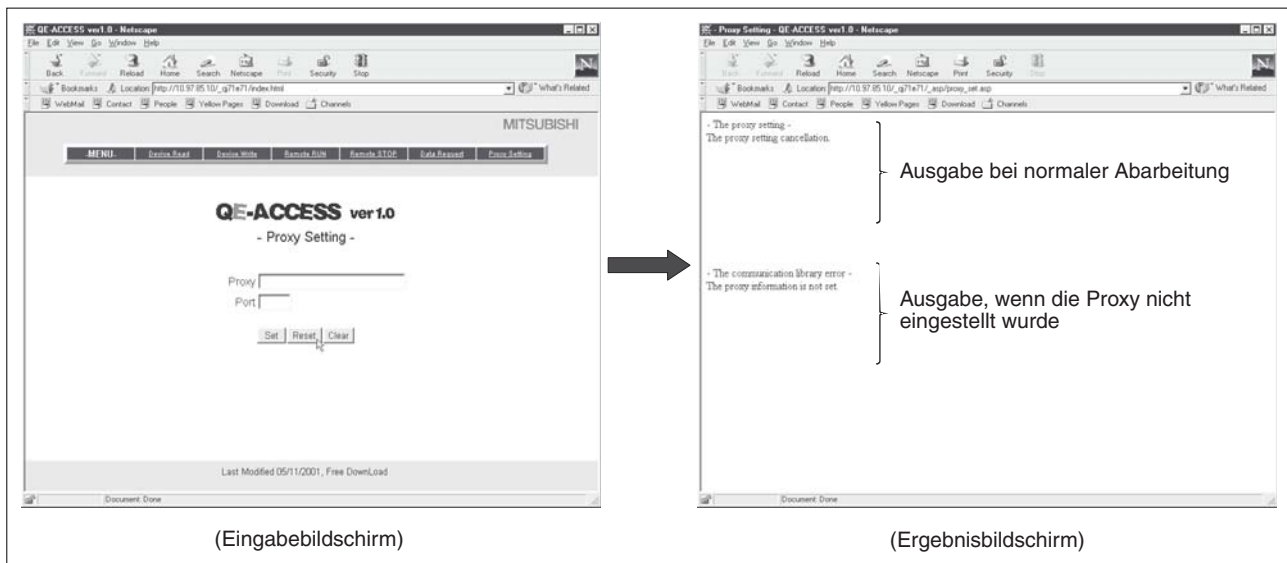 QE-ACCESS ver1.0 - Netscape
File Edit View Go Window Help
Back Forward Reload Home Search Netscape Print Security Stop
Bookmarks Location http://10.97.85.10/_q71e71/index.html What's Related
WebMail Contact People Yellow Pages Download Channels
MITSUBISHI
-MENU- Device Read Device Write Remote RUN Remote STOP Data Request Proxy Setting
QE-ACCESS ver 1.0
- Proxy Setting -
Proxy
Port
Set Reset Clear
Last Modified 05/11/2001, Free DownLoad
Document: Done
(Eingabebildschirm)
- Proxy Setting - QE-ACCESS ver1.0 - Netscape
File Edit View Go Window Help
Back Forward Reload Home Search Netscape Print Security Stop
Bookmarks Location http://10.97.85.10/_q71e71/_asp/proxy_set.asp What's Related
WebMail Contact People Yellow Pages Download Channels
- The proxy setting -
The proxy setting cancellation.
Ausgabe bei normaler Abarbeitung
- The communication library error -
The proxy information is not set.
Ausgabe, wenn die Proxy nicht
eingestellt wurde
Document: Done
(Ergebnisbildschirm)